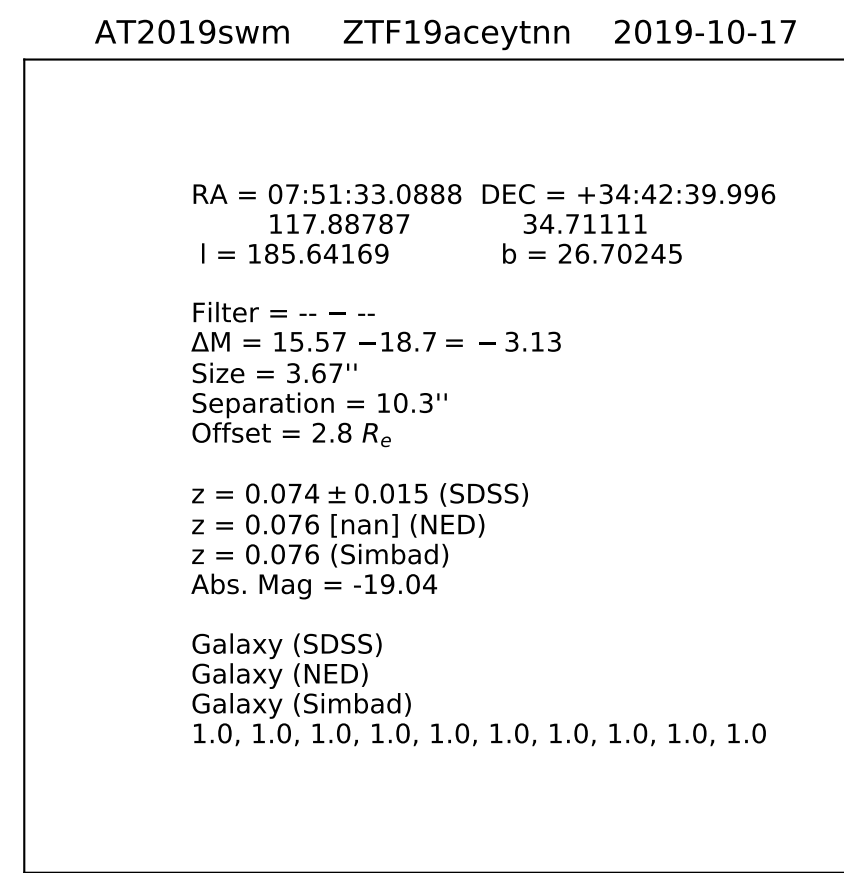 AT2019swm ZTF19aceytnn 2019-10-17
RA = 07:51:33.0888 DEC = +34:42:39.996
117.88787 34.71111
l = 185.64169 b = 26.70245
Filter = -- − --
ΔM = 15.57 −18.7 = − 3.13
Size = 3.67''
Separation = 10.3''
Offset = 2.8 Re
z = 0.074 ± 0.015 (SDSS)
z = 0.076 [nan] (NED)
z = 0.076 (Simbad)
Abs. Mag = -19.04
Galaxy (SDSS)
Galaxy (NED)
Galaxy (Simbad)
1.0, 1.0, 1.0, 1.0, 1.0, 1.0, 1.0, 1.0, 1.0, 1.0